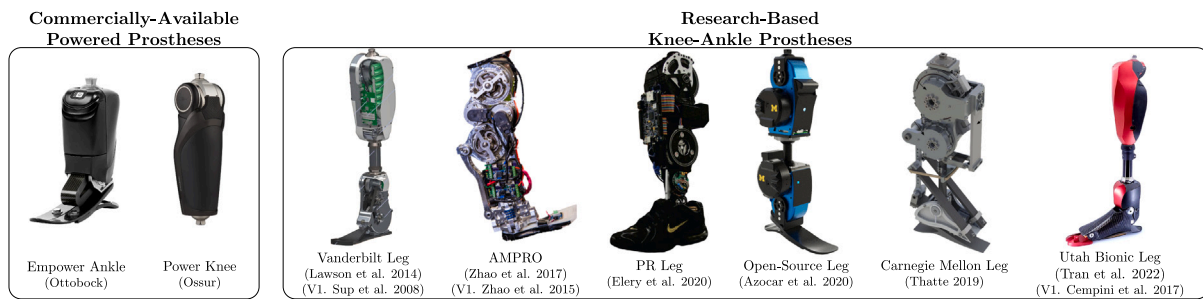 Commercially-Available
Powered Prostheses
Research-Based
Knee-Ankle Prostheses
Empower Ankle
(Ottobock)
Power Knee
(Ossur)
Vanderbilt Leg
(Lawson et al. 2014)
(V1. Sup et al. 2008)
AMPRO
(Zhao et al. 2017)
(V1. Zhao et al. 2015)
PR Leg
(Elery et al. 2020)
M
M
Open-Source Leg
(Azocar et al. 2020)
Carnegie Mellon Leg
(Thatte 2019)
Utah Bionic Leg
(Tran et al. 2022)
(V1. Cempini et al. 2017)